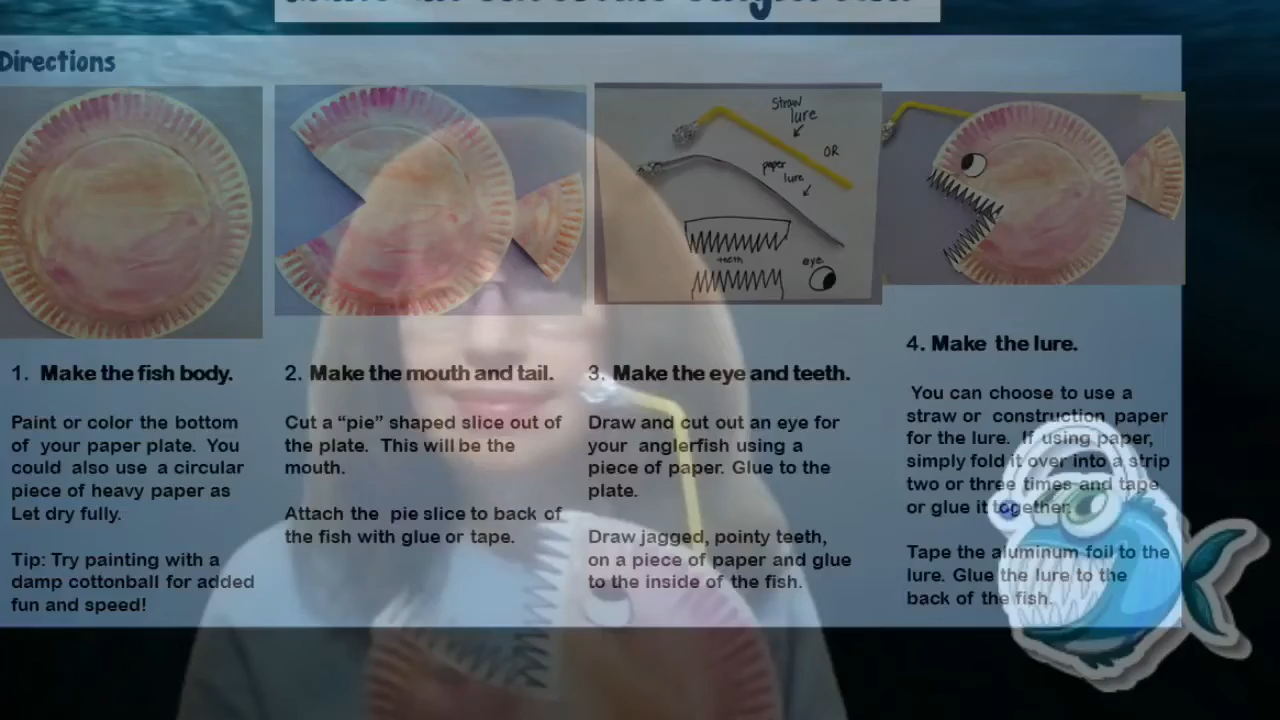 Directions
straw
lure
OR
paper
lure
teeth
eye
1. Make the fish body.
Paint or color the bottom
of your paper plate. You
could also use a circular
piece of heavy paper as
Let dry fully.
Tip: Try painting with a
damp cottonball for added
fun and speed!
2. Make the mouth and tail.
Cut a “pie” shaped slice out of
the plate. This will be the
mouth.
Attach the pie slice to back of
the fish with glue or tape.
3. Make the eye and teeth.
Draw and cut out an eye for
your anglerfish using a
piece of paper. Glue to the
plate.
Draw jagged, pointy teeth,
on a piece of paper and glue
to the inside of the fish.
4. Make the lure.
You can choose to use a
straw or construction paper
for the lure. If using paper,
simply fold it over into a strip
two or three times and tape
or glue it together.
Tape the aluminum foil to the
lure. Glue the lure to the
back of the fish.